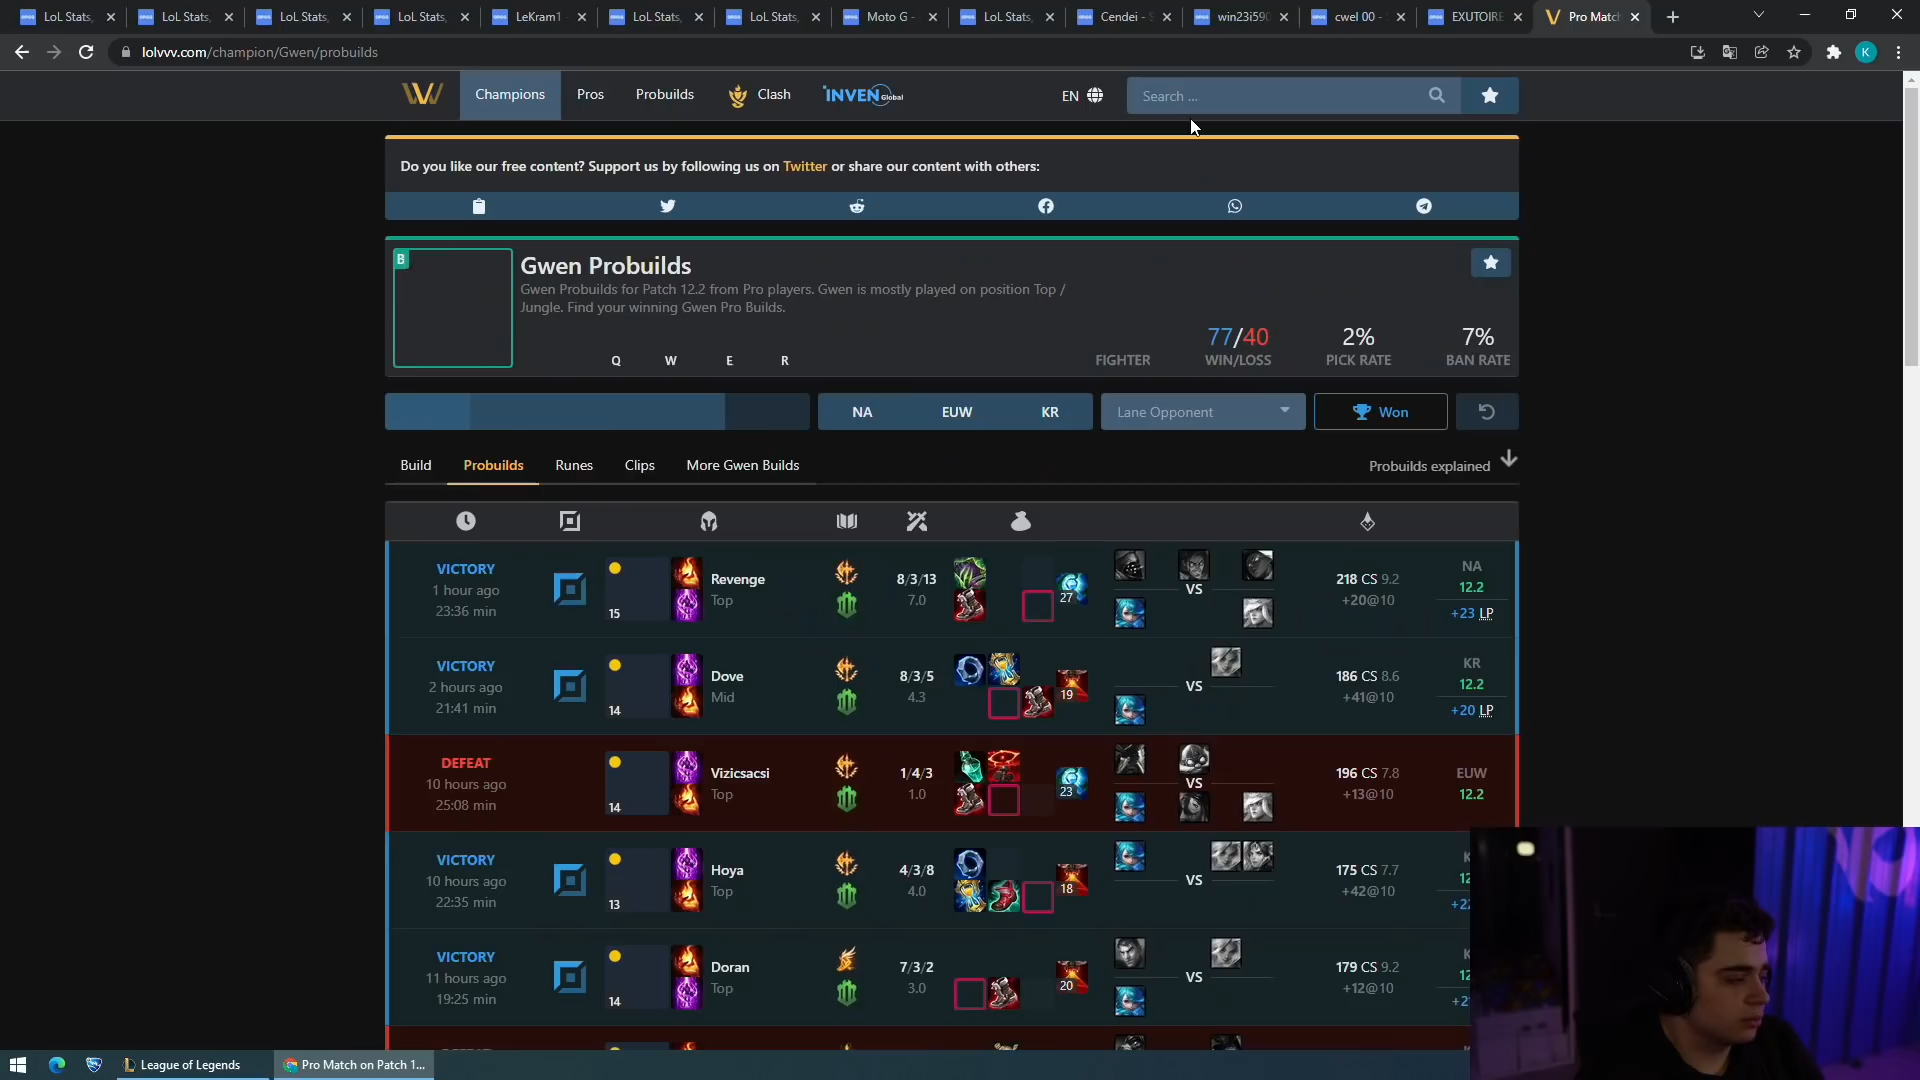 LoL Stats,
LoL Stats,
LoL Stats,
LoL Stats,
LeKram1 -
LoL Stats,
LoL Stats,
Moto G -
LoL Stats,
Cendei - S
win23i590
cwel 00 -
EXUTOIRE
Pro Matc
lolvvv.com/champion/Gwen/probuilds
K
Champions
Pros
Probuilds
Clash
INVEN Global
EN
Search ...
Do you like our free content? Support us by following us on Twitter or share our content with others:
B
Gwen Probuilds
Gwen Probuilds for Patch 12.2 from Pro players. Gwen is mostly played on position Top /
Jungle. Find your winning Gwen Pro Builds.
77/40
2%
7%
Q W E R
FIGHTER
WIN/LOSS
PICK RATE
BAN RATE
NA
EUW
KR
Lane Opponent
Won
Build
Probuilds
Runes
Clips
More Gwen Builds
Probuilds explained
VICTORY
1 hour ago
23:36 min
15
Revenge
Top
8/3/13
7.0
27
VS
218 CS 9.2
+20@10
NA
12.2
+23 LP
VICTORY
2 hours ago
21:41 min
14
Dove
Mid
8/3/5
4.3
19
VS
186 CS 8.6
+41@10
KR
12.2
+20 LP
DEFEAT
10 hours ago
25:08 min
14
Vizicsacsi
Top
1/4/3
1.0
23
VS
196 CS 7.8
+13@10
EUW
12.2
VICTORY
10 hours ago
22:35 min
13
Hoya
Top
4/3/8
4.0
18
VS
175 CS 7.7
+42@10
K
12
+22
VICTORY
11 hours ago
19:25 min
14
Doran
Top
7/3/2
3.0
20
VS
179 CS 9.2
+12@10
K
12
+2
League of Legends
Pro Match on Patch 1...